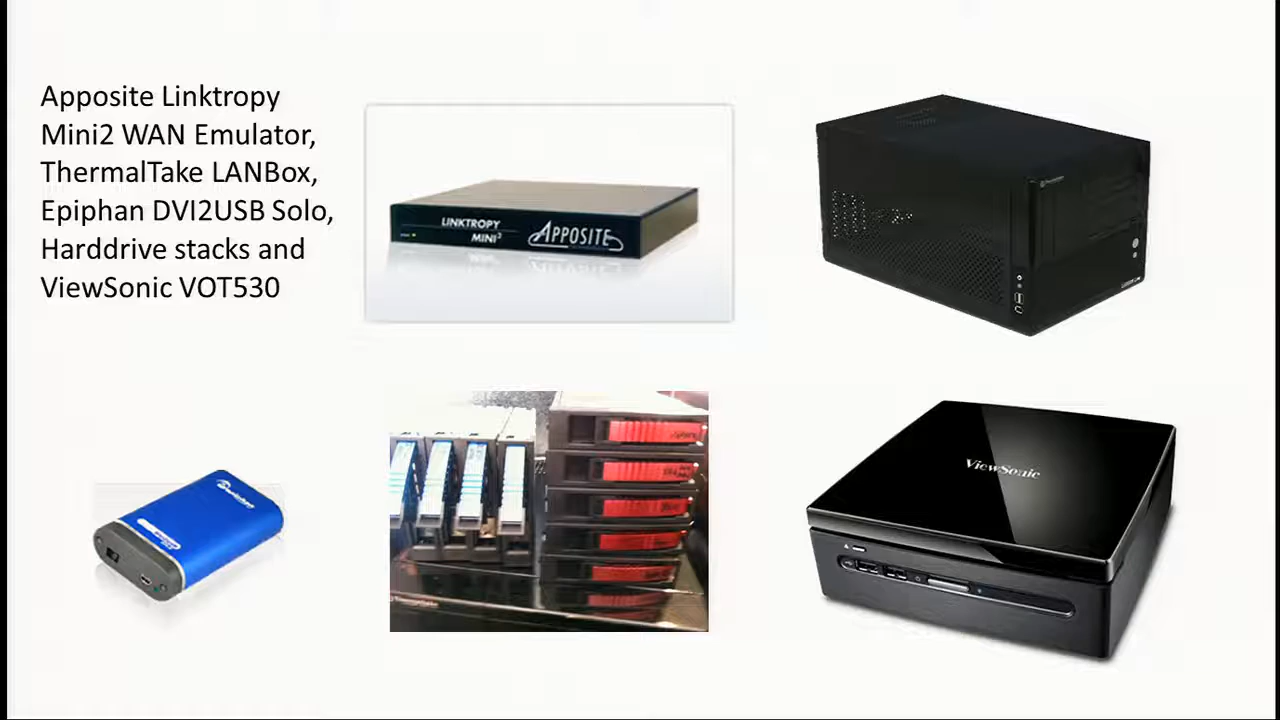 Apposite Linktropy
Mini2 WAN Emulator,
ThermalTake LANBox,
Epiphan DVI2USB Solo,
Harddrive stacks and
ViewSonic VOT530
LINKTROPY
MINI2
APPOSITE
ViewSonic